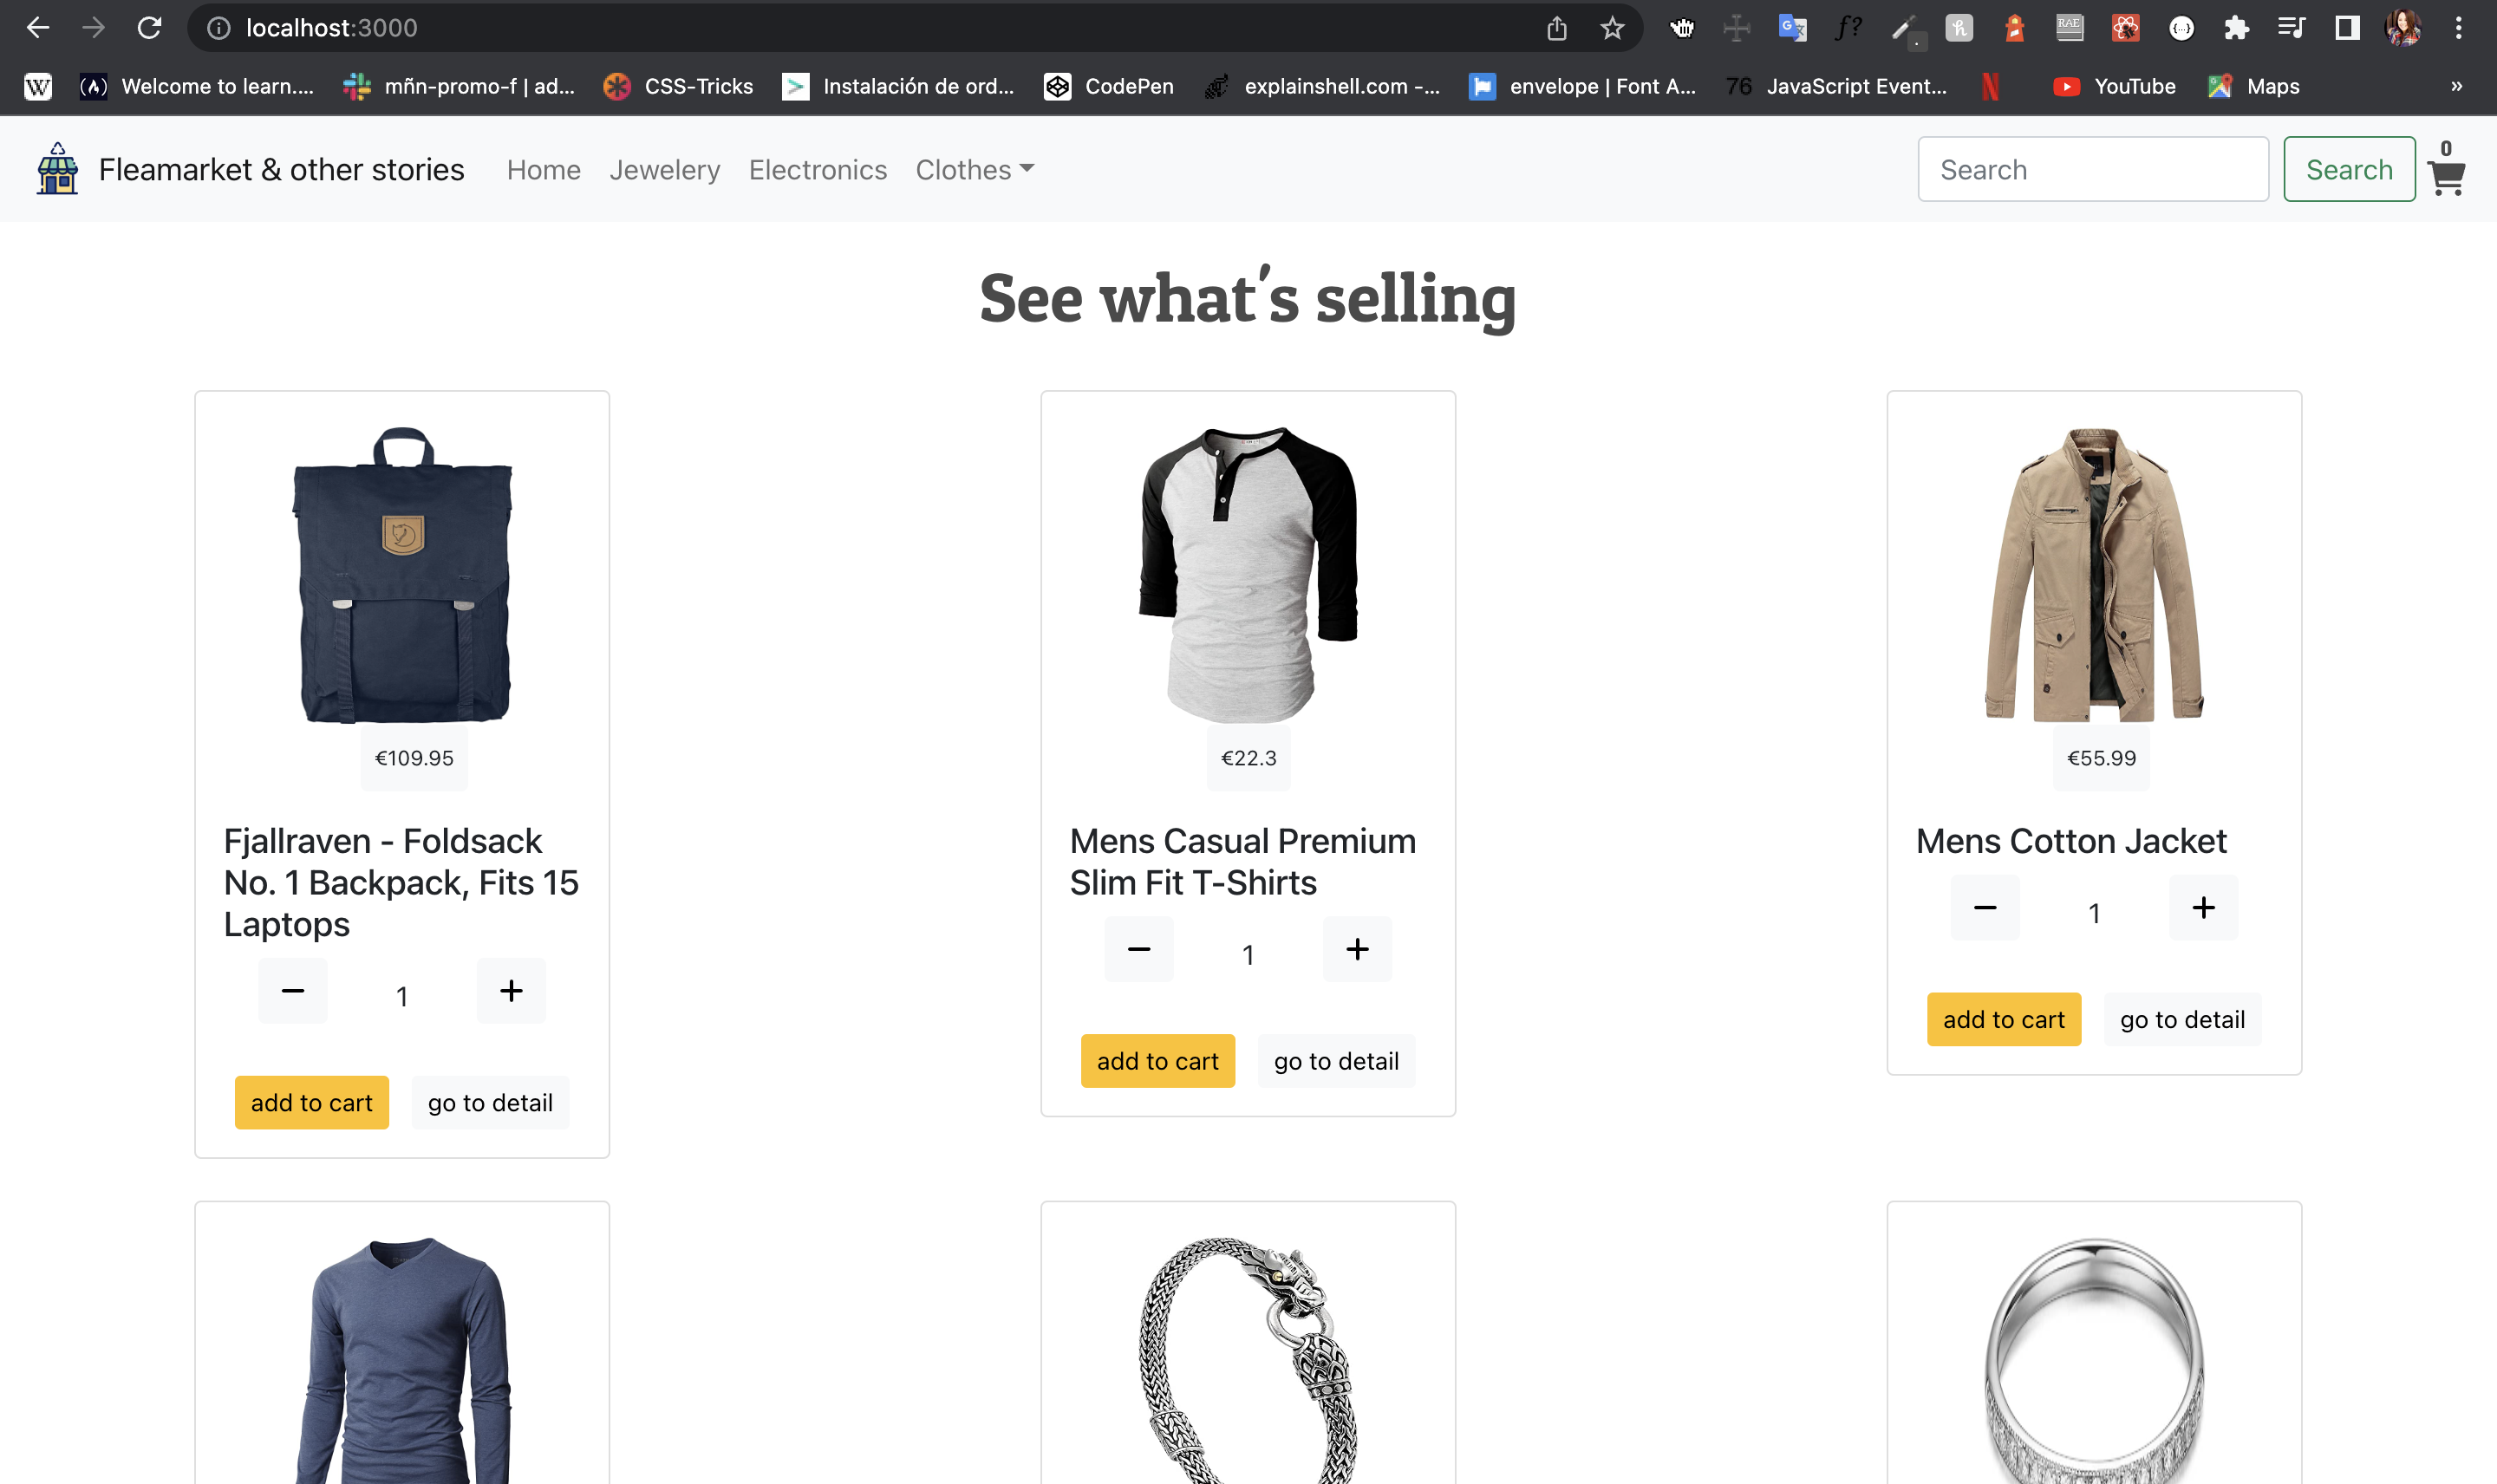 localhost:3000
f?
RAE
W
Welcome to learn....
mñn-promo-f | ad...
CSS-Tricks
Instalación de ord...
CodePen
explainshell.com -...
envelope | Font A...
76
JavaScript Event...
N
YouTube
Maps
»
Fleamarket & other stories
Home
Jewelery
Electronics
Clothes
Search
Search
0
See what's selling
€109.95
€22.3
€55.99
Fjallraven - Foldsack
No. 1 Backpack, Fits 15
Laptops
Mens Casual Premium
Slim Fit T-Shirts
Mens Cotton Jacket
− 1 +
− 1 +
− 1 +
add to cart
go to detail
add to cart
go to detail
add to cart
go to detail